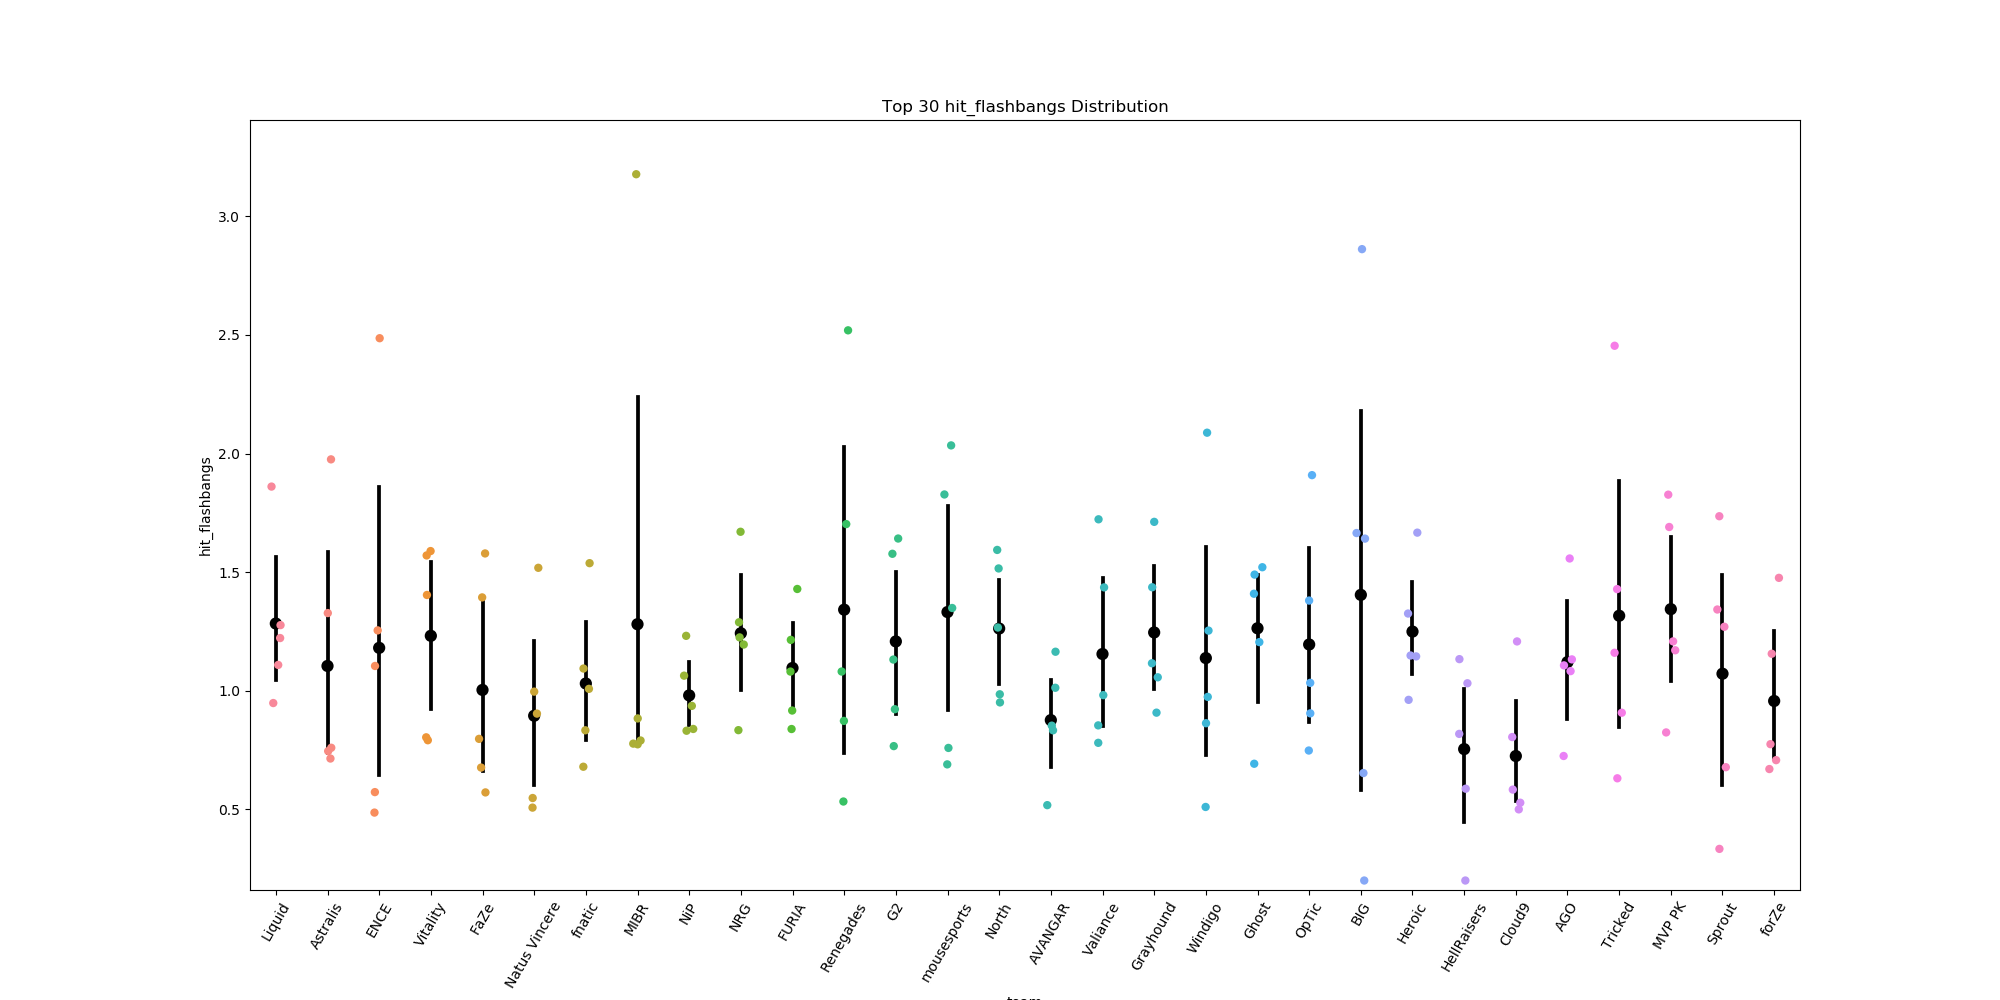 Top 30 hit_flashbangs Distribution
hit_flashbangs
3.0
2.5
2.0
1.5
1.0
0.5
Liquid
Astralis
ENCE
Vitality
FaZe
Natus Vincere
fnatic
MIBR
NiP
NRG
FURIA
Renegades
G2
mousesports
North
AVANGAR
Valiance
Grayhound
Windigo
Ghost
OpTic
BIG
Heroic
HellRaisers
Cloud9
AGO
Tricked
MVP PK
Sprout
forZe